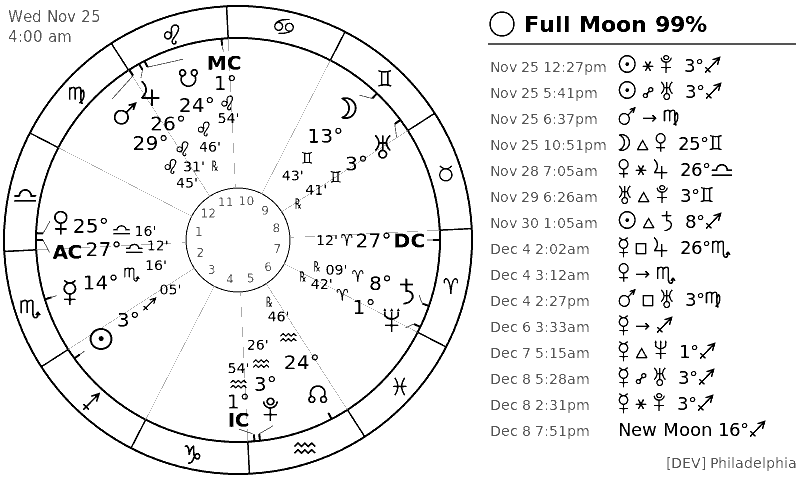 Wed Nov 25
4:00 am
MC
1°
♌
54'
☋
24°
♌
46'
♃
26°
♌
31' ℞
♂
29°
♌
45'
☽
13°
♊
43'
♅
3°
♊
41'
℞
♀ 25° ♎ 16'
AC 27° ♎ 12'
☿ 14° ♏ 16'
☉ 3° ♐ 05'
12' ♈ 27° DC
℞ 09' ♈ 8° ♄
℞ 42' ♈ 1° ♆
℞
46'
♒
24°
☊
26'
♒
3°
♇
54'
♒
1°
IC
1
2
3
4
5
6
7
8
9
10
11
12
♈
♉
♊
♋
♌
♍
♎
♏
♐
♑
♒
♓
Full Moon 99%
Nov 25 12:27pm ☉ ⚹ ♇ 3°♐
Nov 25 5:41pm ☉ ☍ ♅ 3°♐
Nov 25 6:37pm ♂ → ♍
Nov 25 10:51pm ☽ △ ♀ 25°♊
Nov 28 7:05am ♀ ⚹ ♃ 26°♎
Nov 29 6:26am ♅ △ ♇ 3°♊
Nov 30 1:05am ☉ △ ♄ 8°♐
Dec 4 2:02am ☿ □ ♃ 26°♏
Dec 4 3:12am ♀ → ♏
Dec 4 2:27pm ♂ □ ♅ 3°♍
Dec 6 3:33am ☿ → ♐
Dec 7 5:15am ☿ △ ♆ 1°♐
Dec 8 5:28am ☿ ☍ ♅ 3°♐
Dec 8 2:31pm ☿ ⚹ ♇ 3°♐
Dec 8 7:51pm New Moon 16°♐
[DEV] Philadelphia